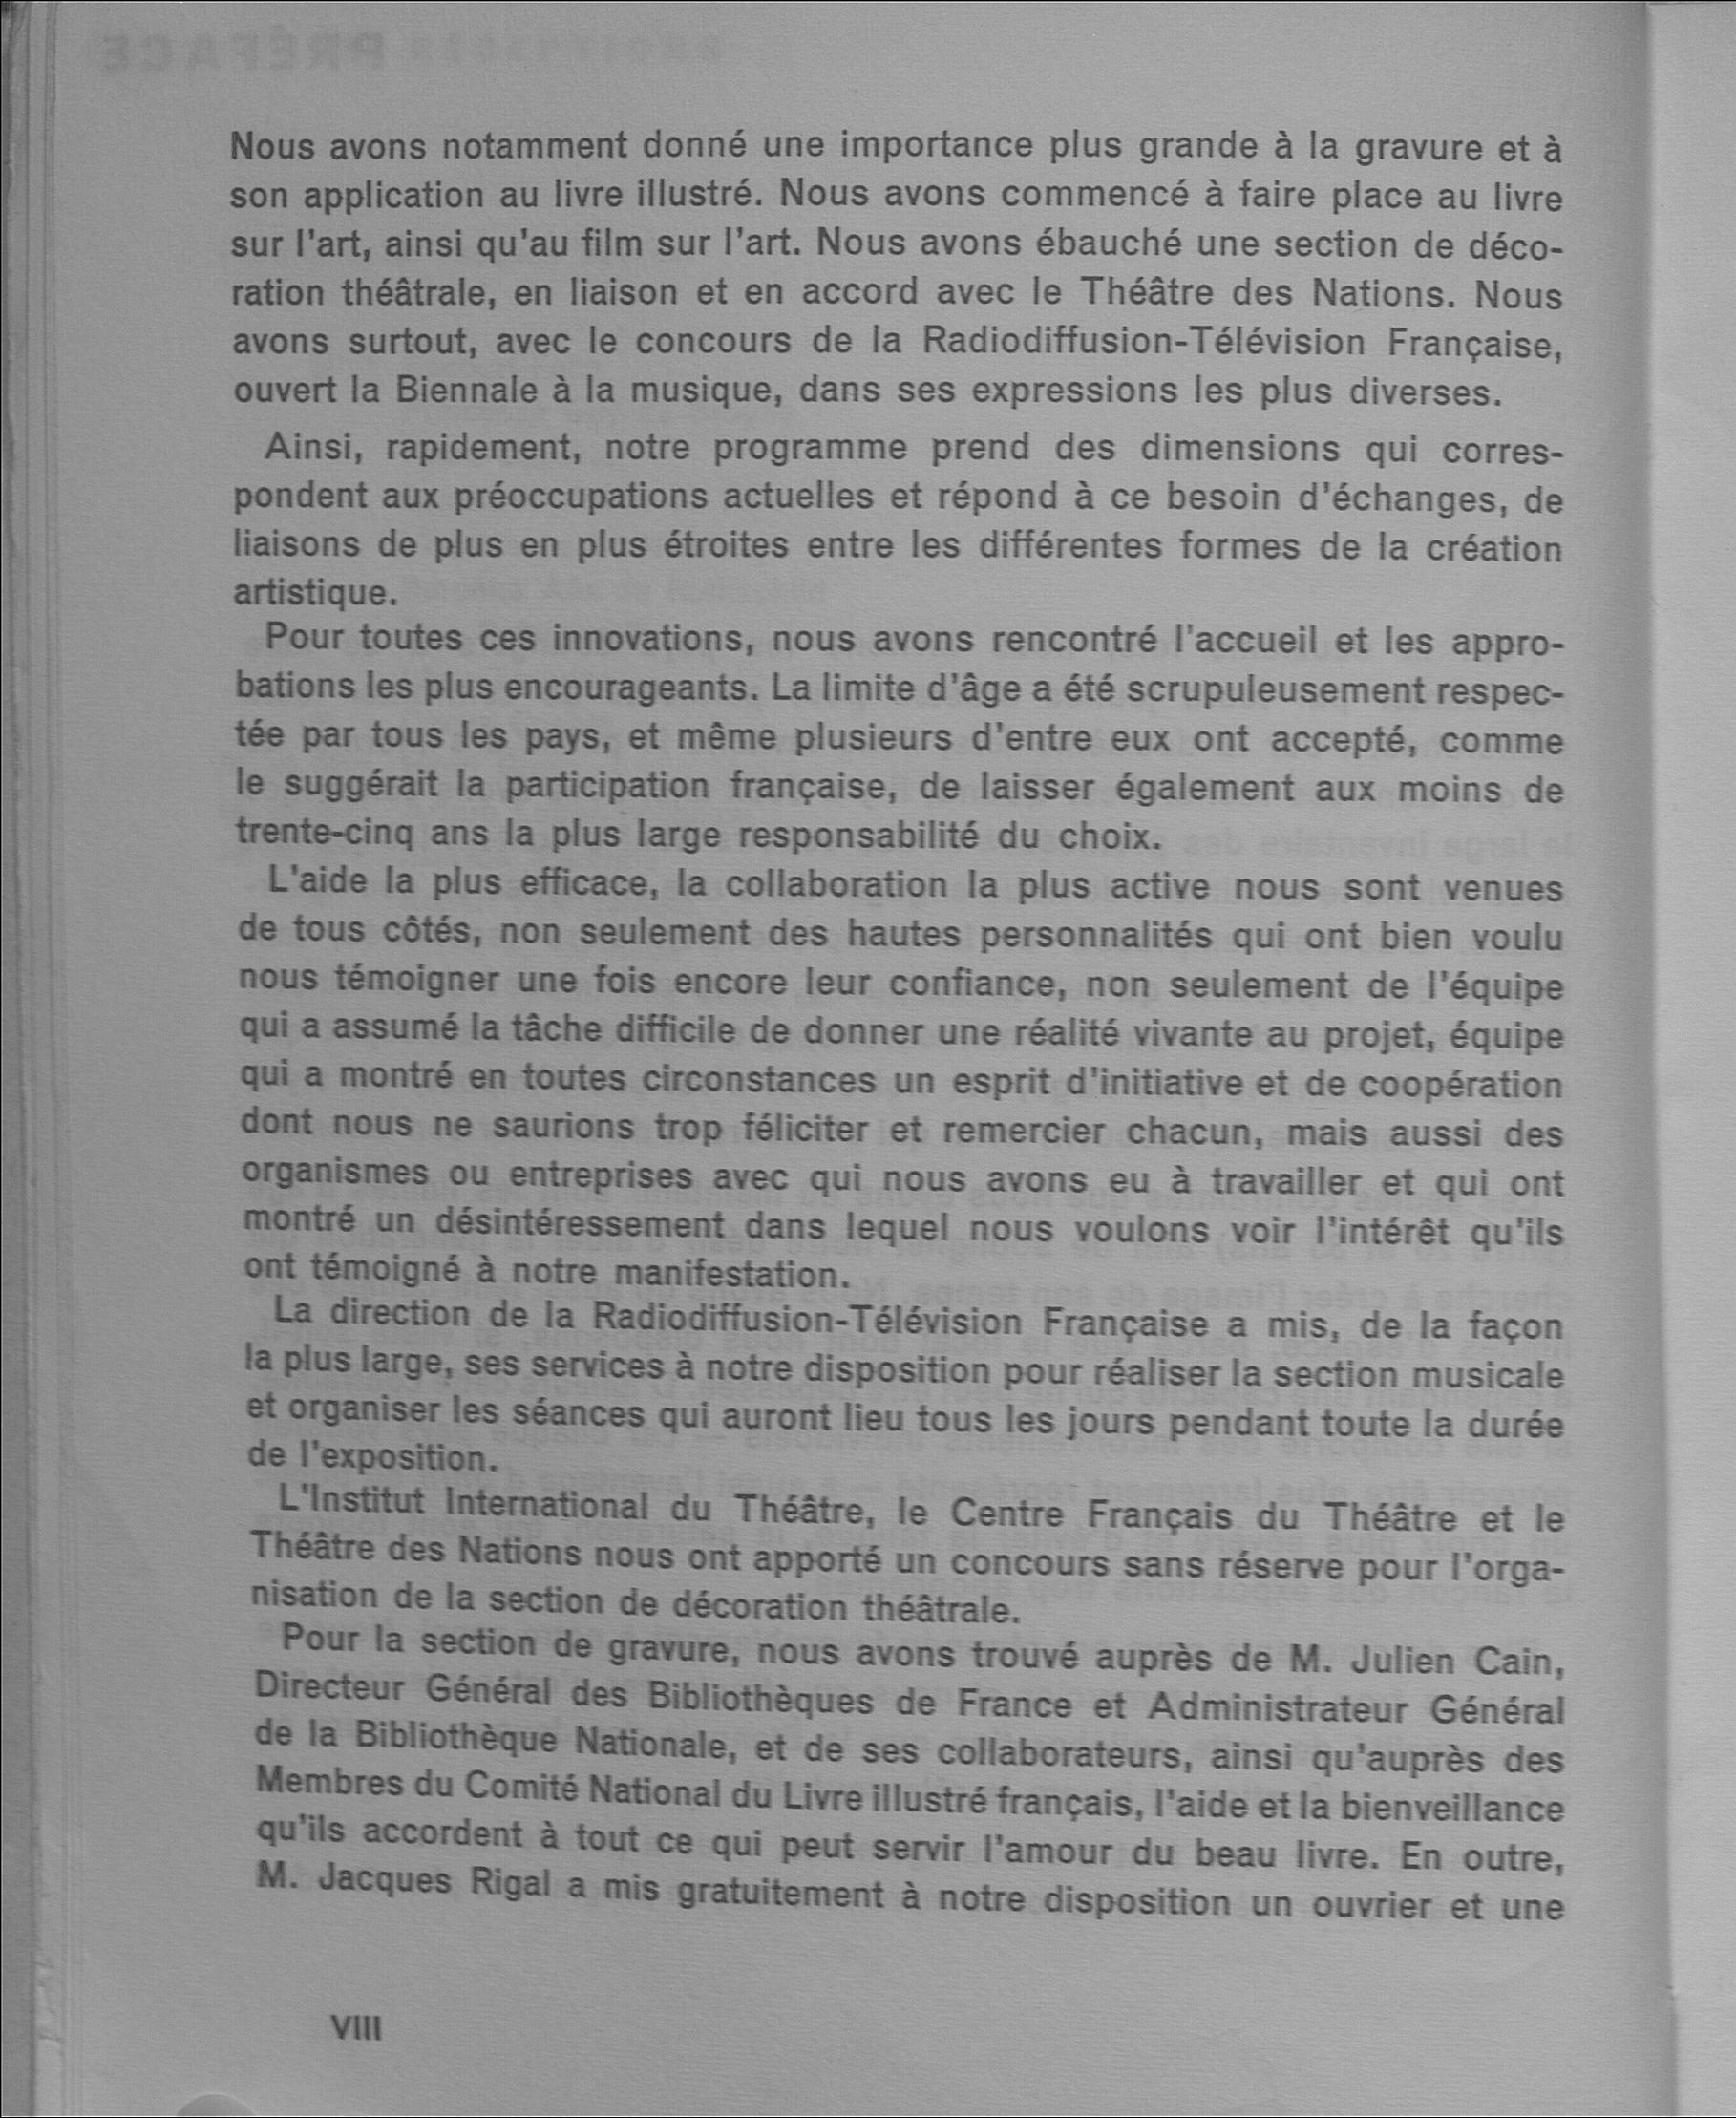 Nous avons notamment donné une importance plus grande à la gravure et à
son application au livre illustré. Nous avons commencé à faire place au livre
sur l'art, ainsi qu'au film sur l'art. Nous avons ébauché une section de déco-
ration théâtrale, en liaison et en accord avec le Théâtre des Nations. Nous
avons surtout, avec le concours de la Radiodiffusion-Télévision Française,
ouvert la Biennale à la musique, dans ses expressions les plus diverses.
Ainsi, rapidement, notre programme prend des dimensions qui corres-
pondent aux préoccupations actuelles et répond à ce besoin d'échanges, de
liaisons de plus en plus étroites entre les différentes formes de la création
artistique.
Pour toutes ces innovations, nous avons rencontré l'accueil et les appro-
bations les plus encourageants. La limite d'âge a été scrupuleusement respec-
tée par tous les pays, et même plusieurs d'entre eux ont accepté, comme
le suggérait la participation française, de laisser également aux moins de
trente-cinq ans la plus large responsabilité du choix.
L'aide la plus efficace, la collaboration la plus active nous sont venues
de tous côtés, non seulement des hautes personnalités qui ont bien voulu
nous témoigner une fois encore leur confiance, non seulement de l'équipe
qui a assumé la tâche difficile de donner une réalité vivante au projet, équipe
qui a montré en toutes circonstances un esprit d'initiative et de coopération
dont nous ne saurions trop féliciter et remercier chacun, mais aussi des
organismes ou entreprises avec qui nous avons eu à travailler et qui ont
montré un désintéressement dans lequel nous voulons voir l'intérêt qu'ils
ont témoigné à notre manifestation.
La direction de la Radiodiffusion-Télévision Française a mis, de la façon
la plus large, ses services à notre disposition pour réaliser la section musicale
et organiser les séances qui auront lieu tous les jours pendant toute la durée
de l'exposition.
L'Institut International du Théâtre, le Centre Français du Théâtre et le
Théâtre des Nations nous ont apporté un concours sans réserve pour l'orga-
nisation de la section de décoration théâtrale.
Pour la section de gravure, nous avons trouvé auprès de M. Julien Cain,
Directeur Général des Bibliothèques de France et Administrateur Général
de la Bibliothèque Nationale, et de ses collaborateurs, ainsi qu'auprès des
Membres du Comité National du Livre illustré français, l'aide et la bienveillance
qu'ils accordent à tout ce qui peut servir l'amour du beau livre. En outre,
M. Jacques Rigal a mis gratuitement à notre disposition un ouvrier et une
VIII